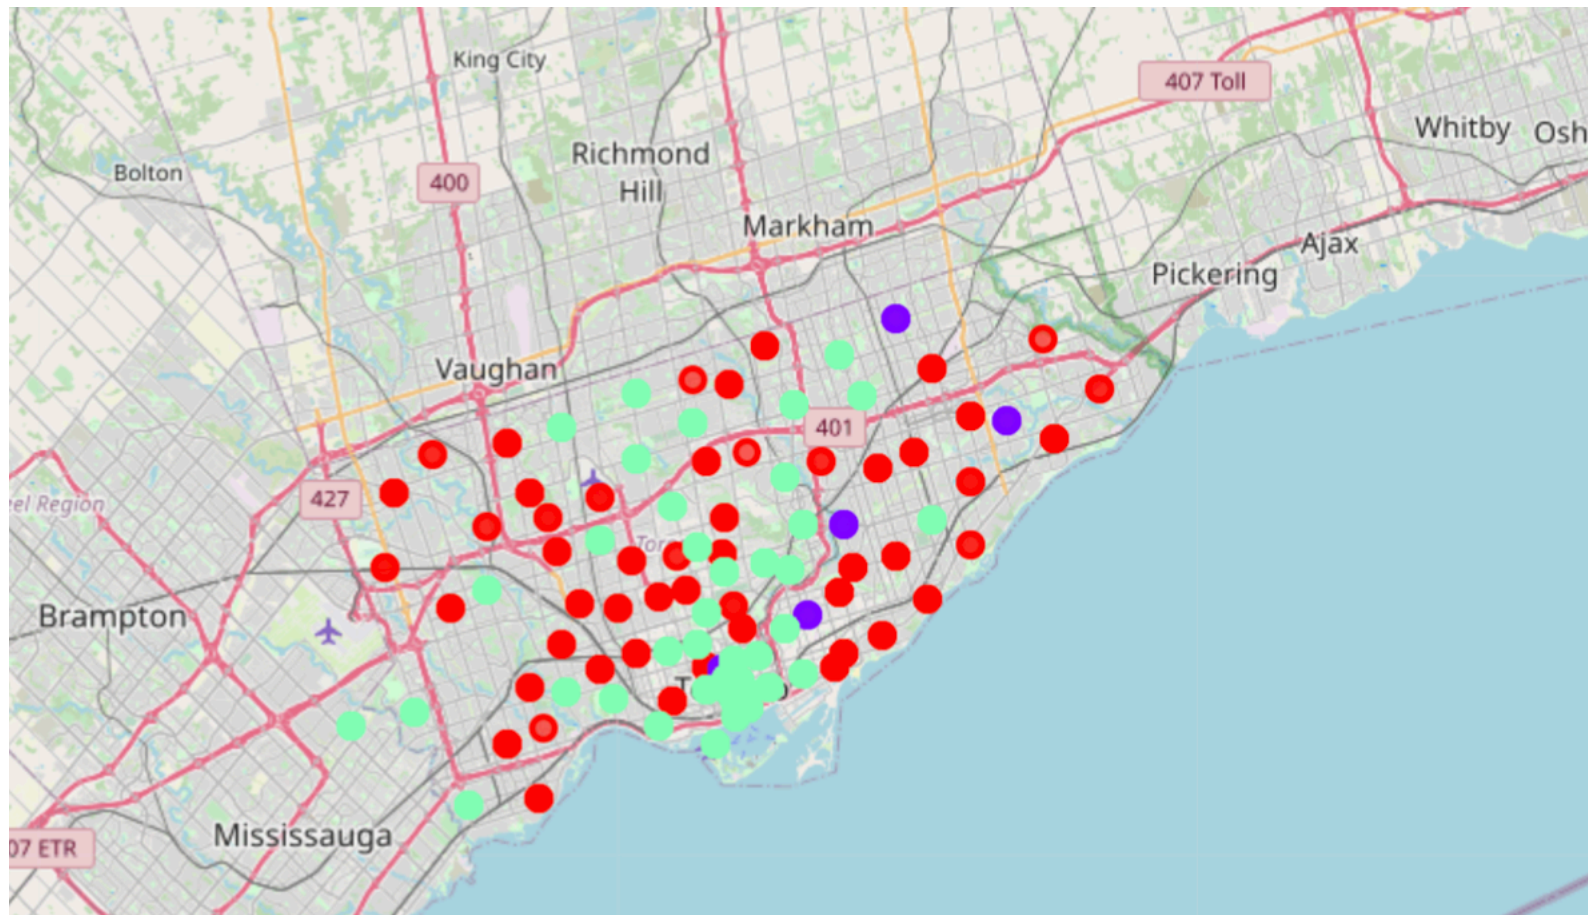 King City
407 Toll
Whitby
Osh
Richmond
Hill
Bolton
400
Markham
Ajax
Pickering
Vaughan
401
427
el Region
Brampton
Mississauga
07 ETR